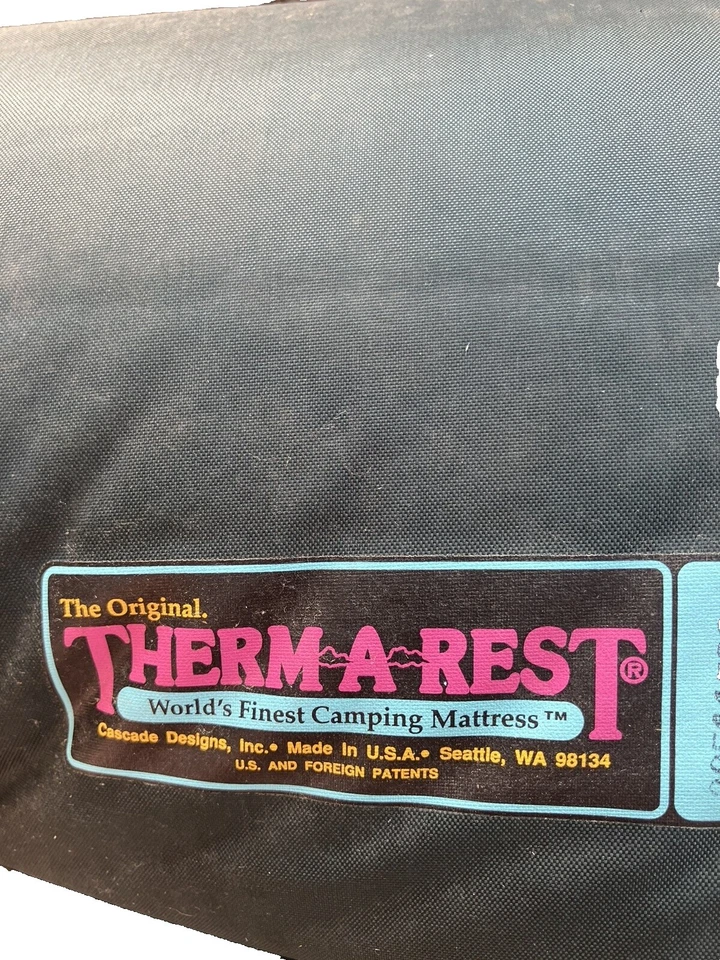 The Original.
THERM-A-REST®
World's Finest Camping Mattress™
Cascade Designs, Inc.• Made In U.S.A.• Seattle, WA 98134
U.S. AND FOREIGN PATENTS